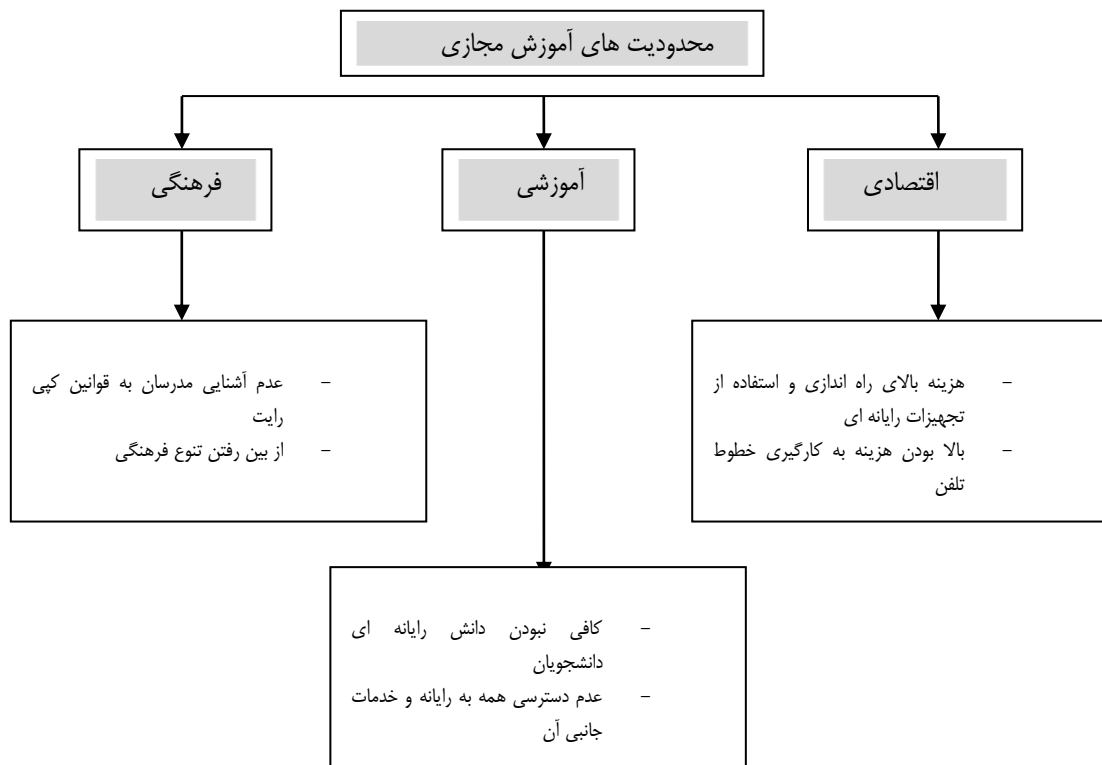 محدودیت های آموزش مجازی
اقتصادی
آموزشی
فرهنگی
- هزینه بالای راه اندازی و استفاده از
تجهیزات رایانه ای
- بالا بودن هزینه به کارگیری خطوط
تلفن
- عدم آشنایی مدرسان به قوانین کپی
رایت
- از بین رفتن تنوع فرهنگی
- کافی نبودن دانش رایانه ای
دانشجویان
- عدم دسترسی همه به رایانه و خدمات
جانبی آن